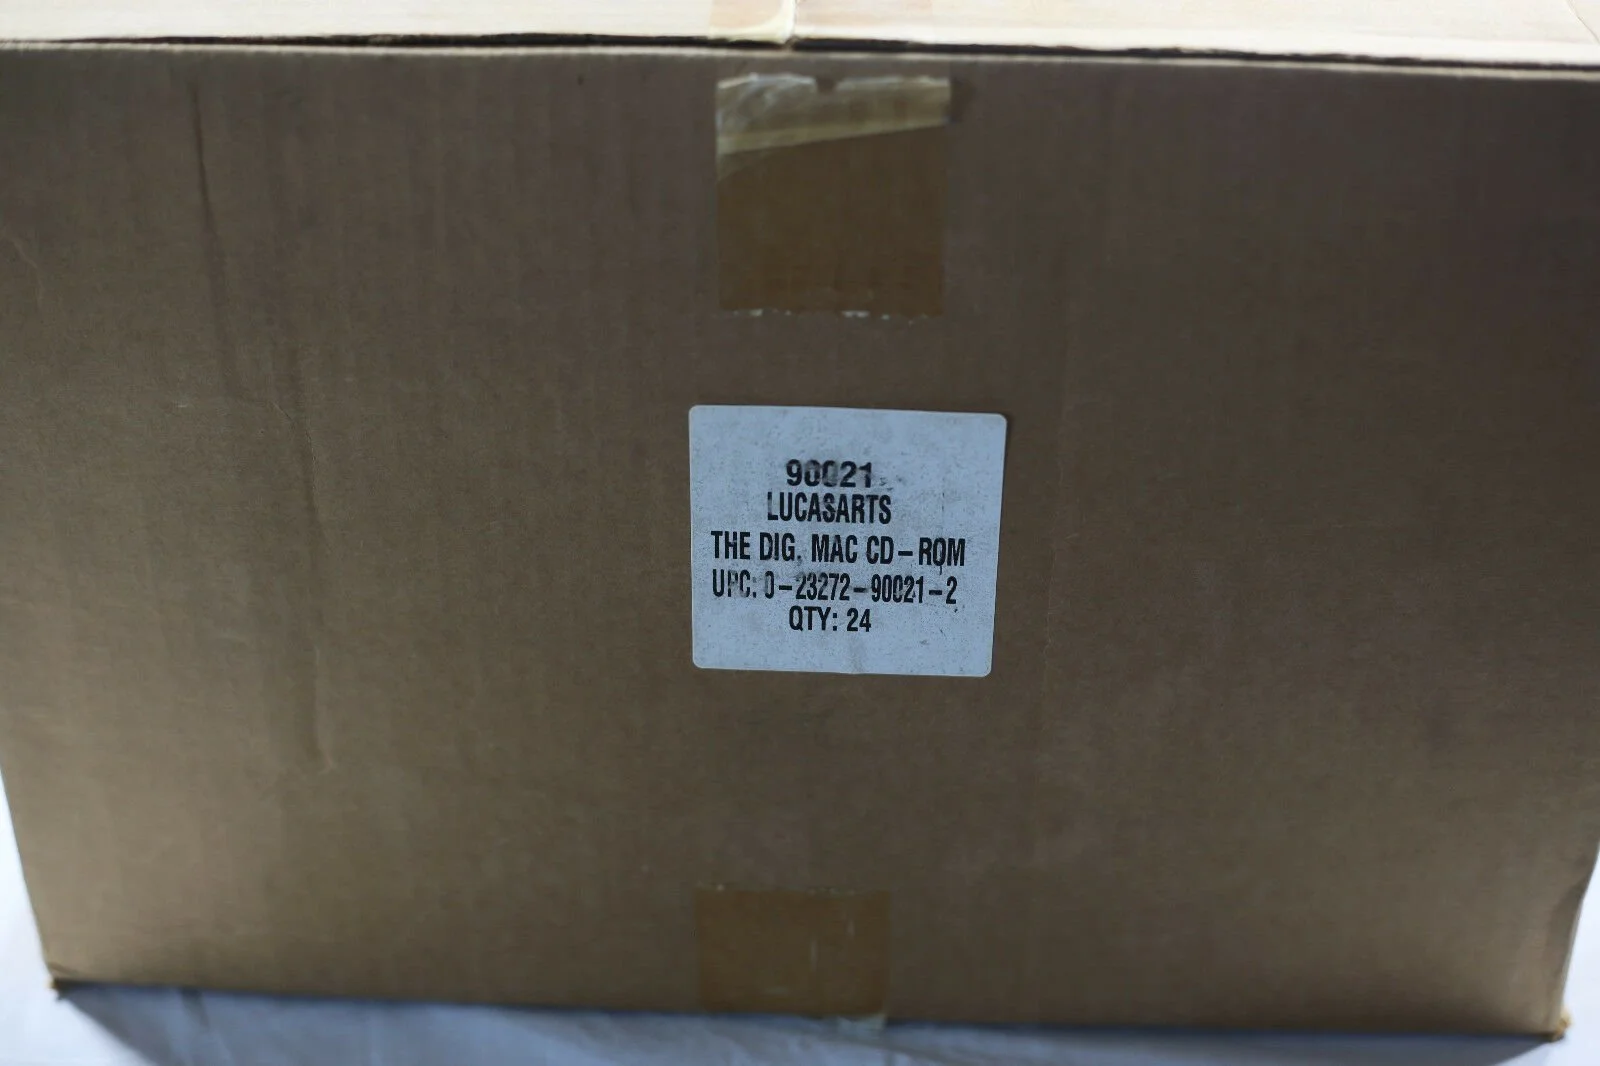 90021
LUCASARTS
THE DIG, MAC CD-ROM
UPC: 0-23272-90021-2
QTY: 24